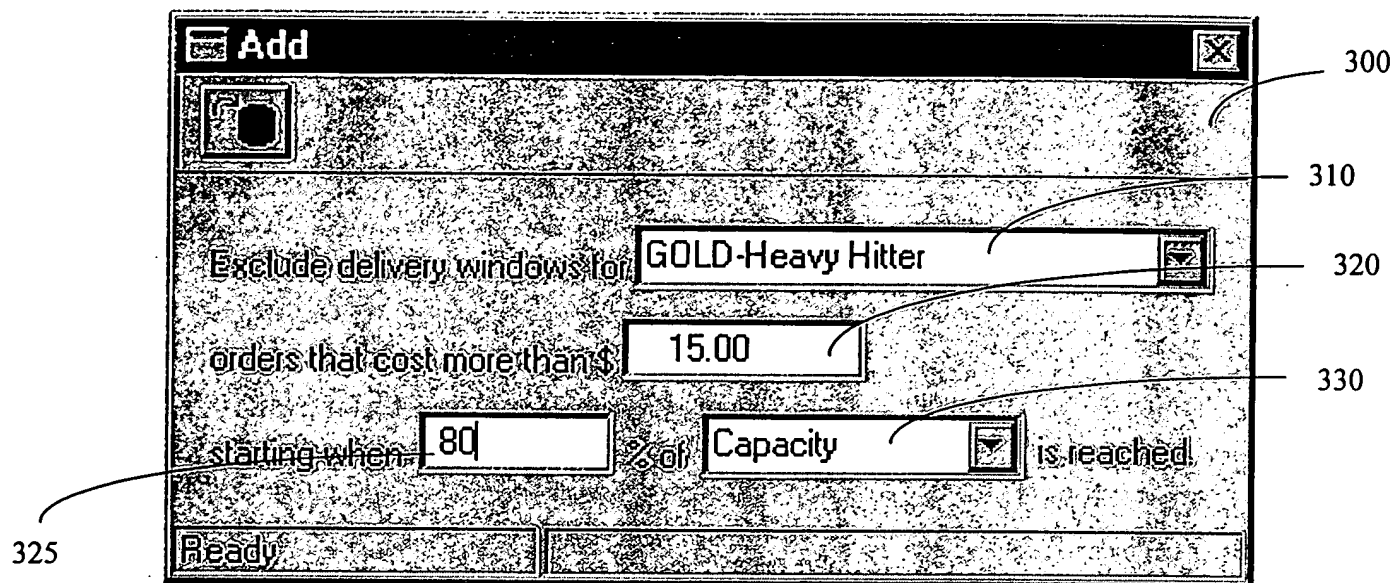 Add
300
310
Exclude delivery windows for GOLD-Heavy Hitter
320
orders that cost more than $ 15.00
330
starting when 80 % of Capacity is reached.
325
Ready